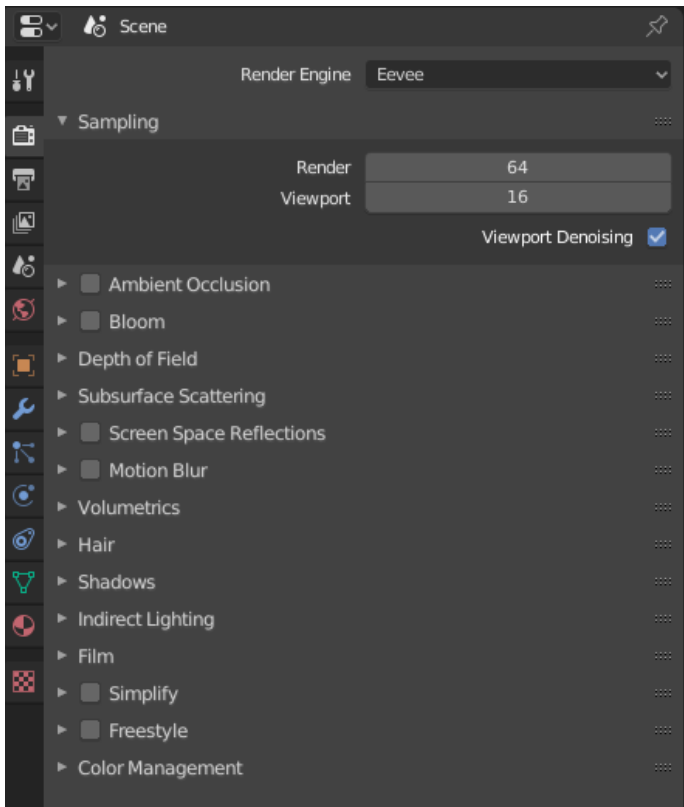 Scene
Render Engine Eevee
Sampling
Render 64
Viewport 16
Viewport Denoising
Ambient Occlusion
Bloom
Depth of Field
Subsurface Scattering
Screen Space Reflections
Motion Blur
Volumetrics
Hair
Shadows
Indirect Lighting
Film
Simplify
Freestyle
Color Management